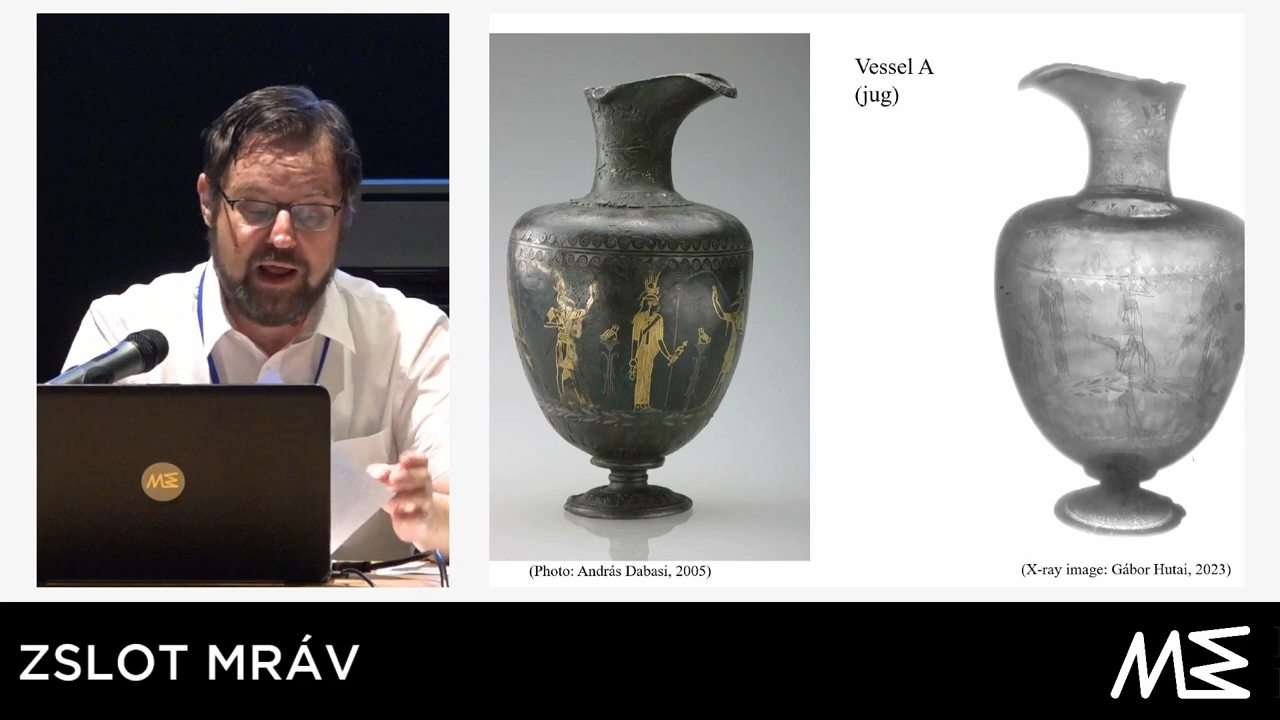 Vessel A
(jug)
(Photo: András Dabasi, 2005)
(X-ray image: Gábor Hutai, 2023)
ZSLOT MRÁV